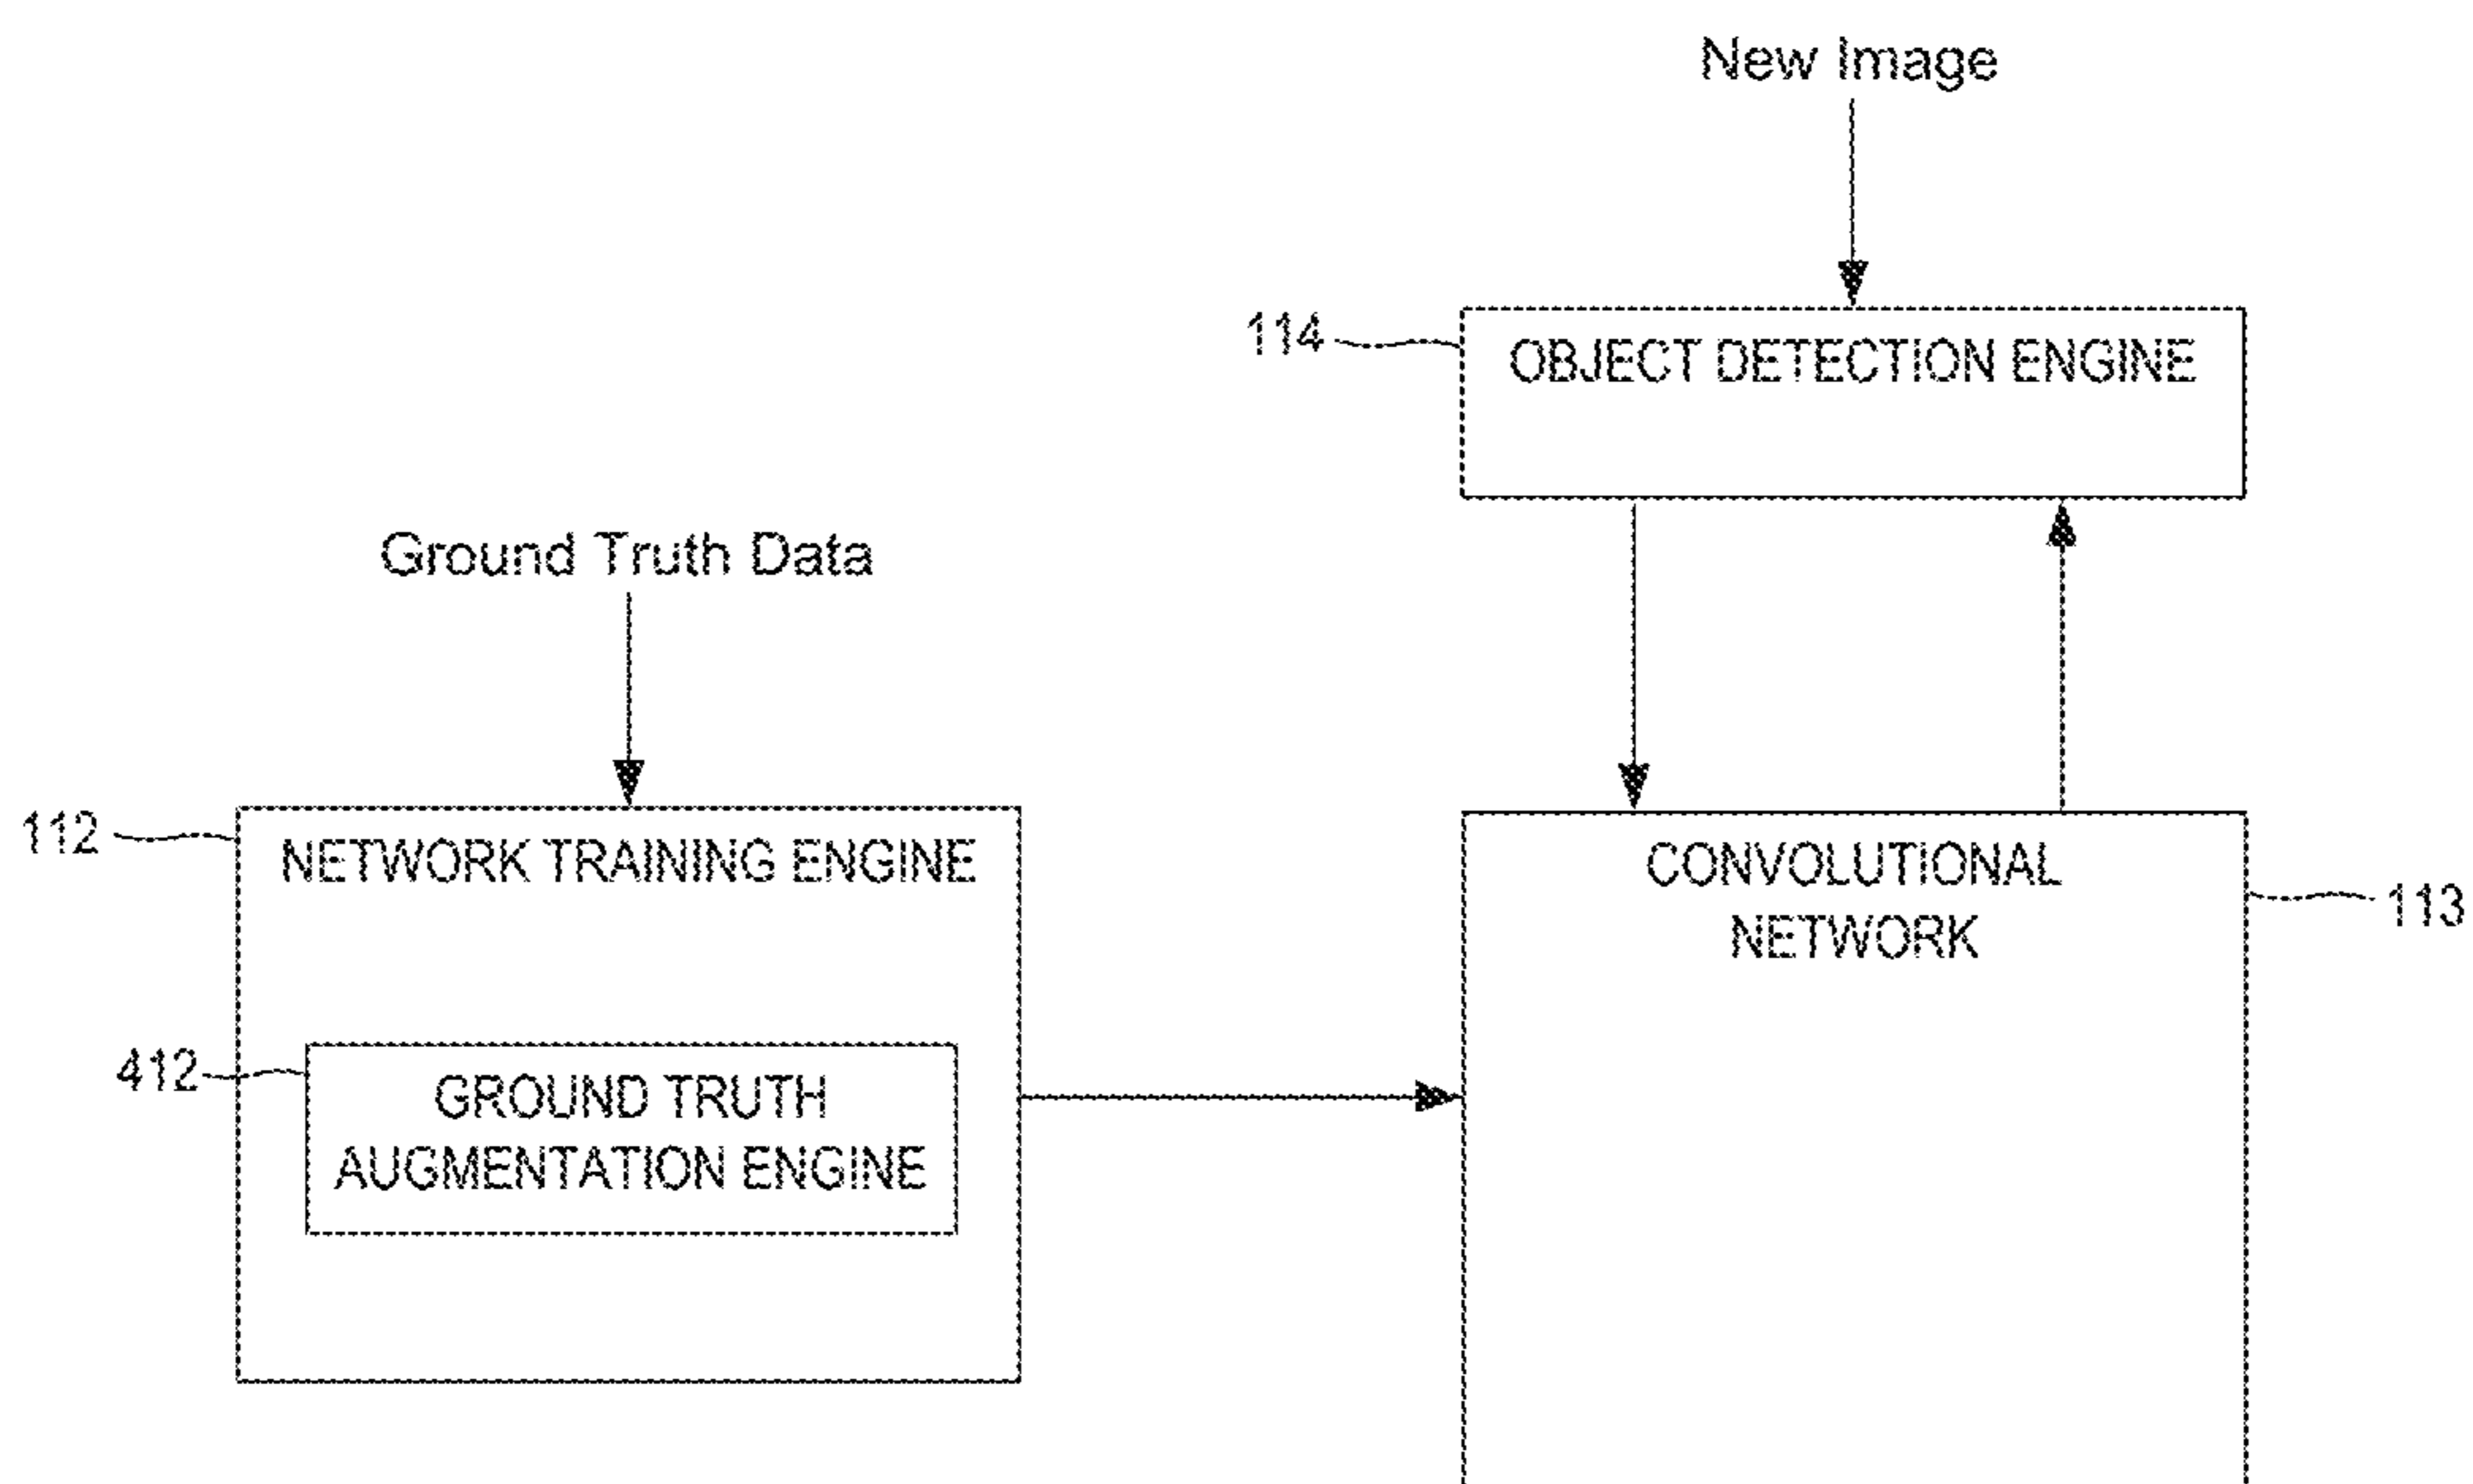 New Image
114
OBJECT DETECTION ENGINE
Ground Truth Data
112
NETWORK TRAINING ENGINE
CONVOLUTIONAL
NETWORK
113
412
GROUND TRUTH
AUGMENTATION ENGINE